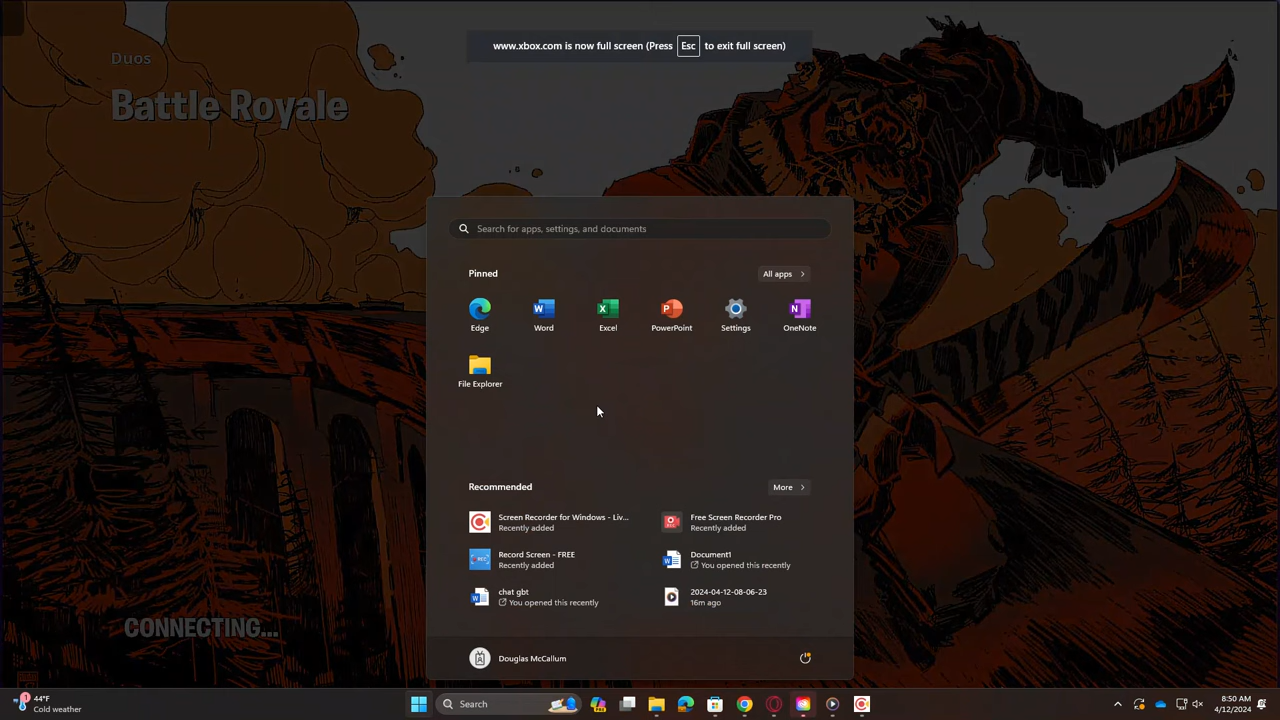 www.xbox.com is now full screen (Press Esc to exit full screen)
Duos
Battle Royale
Search for apps, settings, and documents
Pinned
All apps
Edge
Word
Excel
PowerPoint
Settings
OneNote
File Explorer
Recommended
More
Screen Recorder for Windows - Liv...
Recently added
Free Screen Recorder Pro
Recently added
Record Screen - FREE
Recently added
Document1
You opened this recently
chat gbt
You opened this recently
2024-04-12-08-06-23
16m ago
CONNECTING...
Douglas McCallum
1
44°F
Cold weather
Search
8:50 AM
4/12/2024